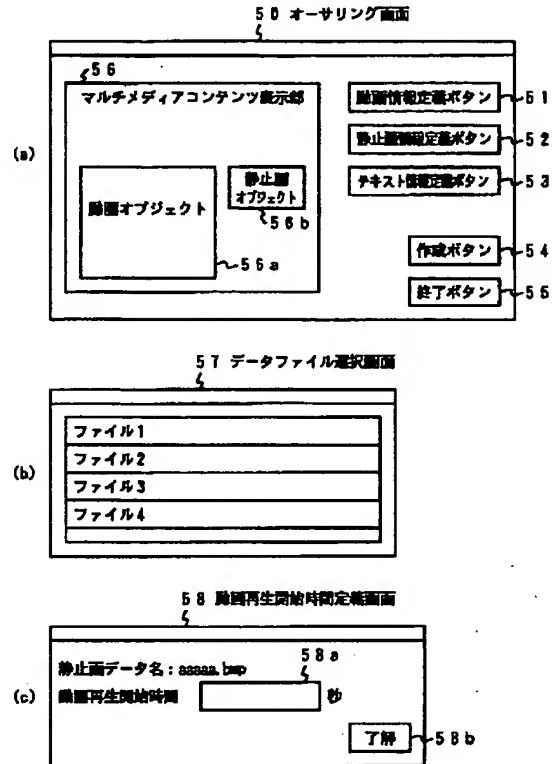 50 オーサリング画面
56
マルチメディアコンテンツ表示部
動画情報定義ボタン 51
静止画情報定義ボタン 52
テキスト情報定義ボタン 53
(a)
静止画
オブジェクト
動画オブジェクト
56b
56a
作成ボタン 54
終了ボタン 55
57 データファイル選択画面
ファイル1
ファイル2
(b)
ファイル3
ファイル4
58 動画再生開始時間定義画面
58a
静止画データ名:aaaaa.bmp
(c) 動画再生開始時間 秒
了解 58b